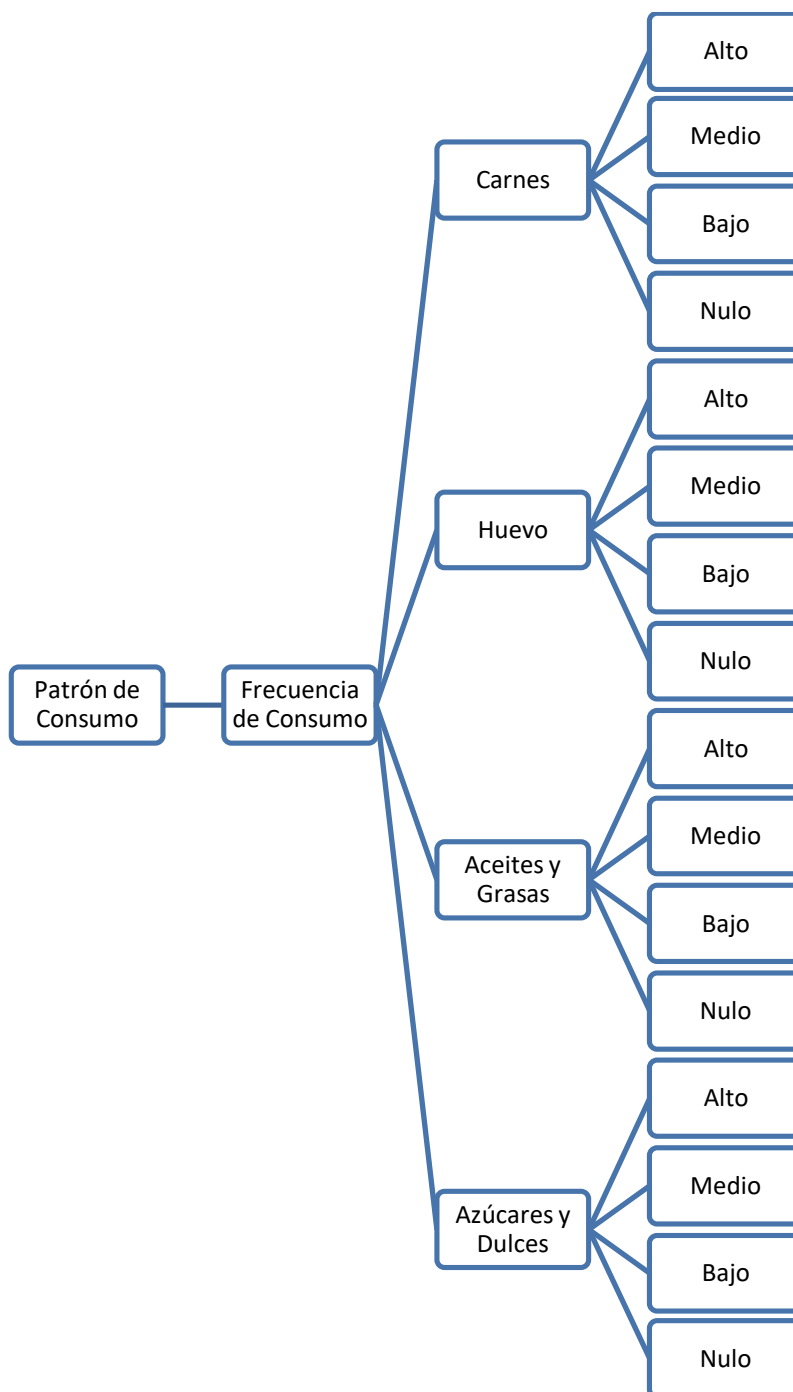 Patrón de
Consumo
Frecuencia
de Consumo
Carnes
Alto
Medio
Bajo
Nulo
Huevo
Alto
Medio
Bajo
Nulo
Aceites y
Grasas
Alto
Medio
Bajo
Nulo
Azúcares y
Dulces
Alto
Medio
Bajo
Nulo